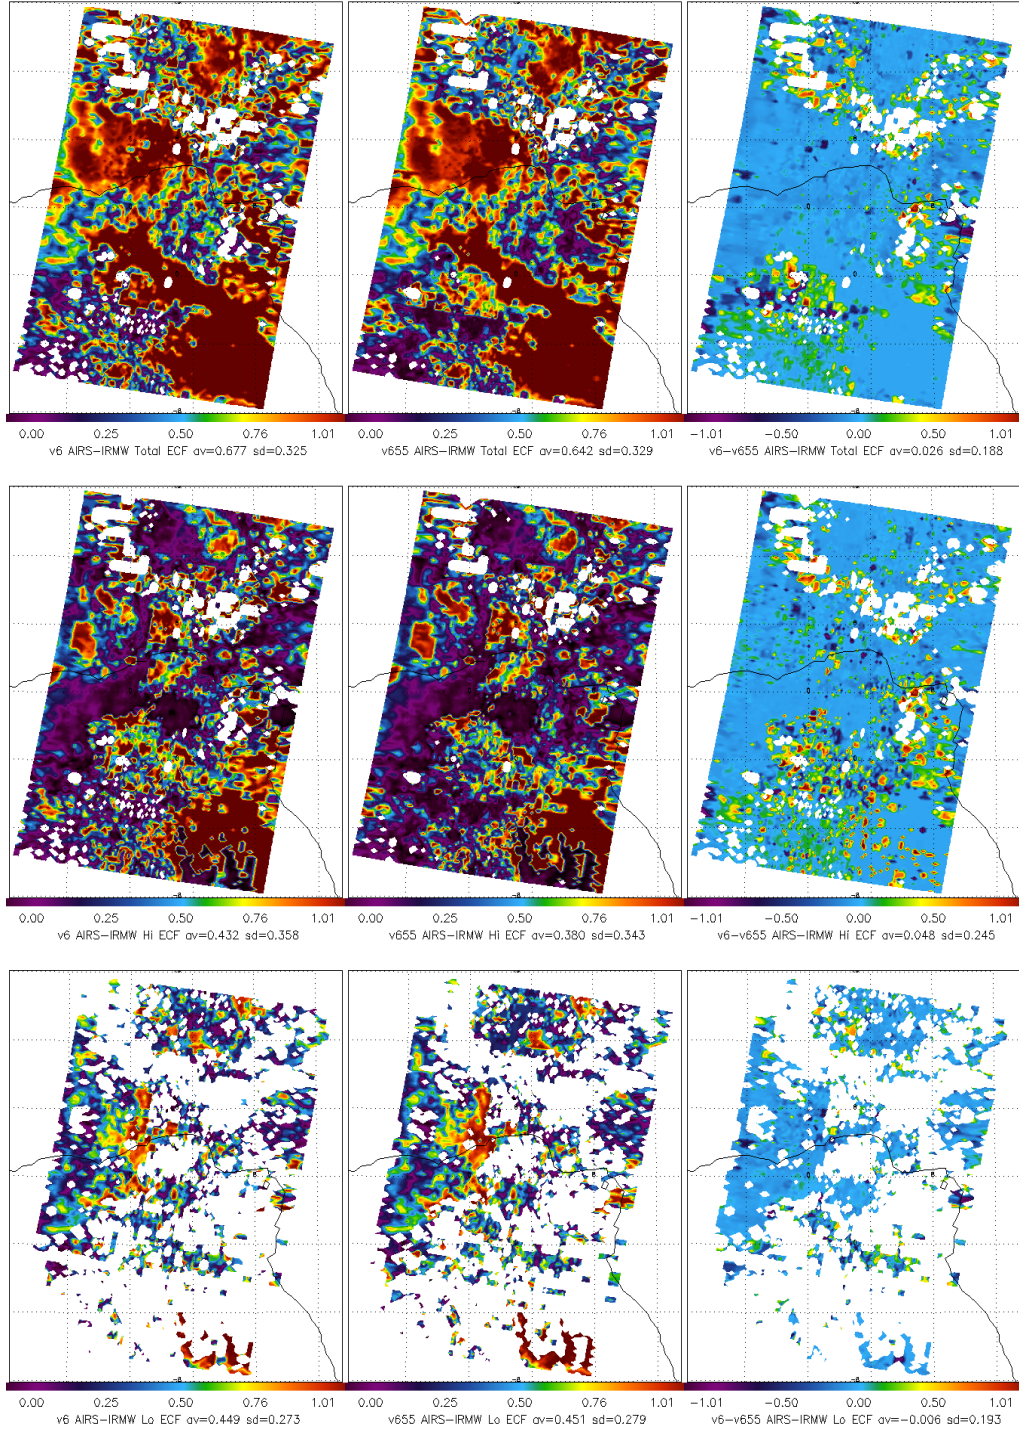 0.00 0.25 0.50 0.76 1.01 0.00 0.25 0.50 0.76 1.01 -1.01 -0.50 0.00 0.50 1.01
v6 AIRS-IRMW Total ECF av=0.677 sd=0.325 v655 AIRS-IRMW Total ECF av=0.642 sd=0.329 v6-v655 AIRS-IRMW Total ECF av=0.026 sd=0.188
0.00 0.25 0.50 0.76 1.01 0.00 0.25 0.50 0.76 1.01 -1.01 -0.50 0.00 0.50 1.01
v6 AIRS-IRMW Hi ECF av=0.432 sd=0.358 v655 AIRS-IRMW Hi ECF av=0.380 sd=0.343 v6-v655 AIRS-IRMW Hi ECF av=0.048 sd=0.245
0.00 0.25 0.50 0.76 1.01 0.00 0.25 0.50 0.76 1.01 -1.01 -0.50 0.00 0.50 1.01
v6 AIRS-IRMW Lo ECF av=0.449 sd=0.273 v655 AIRS-IRMW Lo ECF av=0.451 sd=0.279 v6-v655 AIRS-IRMW Lo ECF av=-0.006 sd=0.193